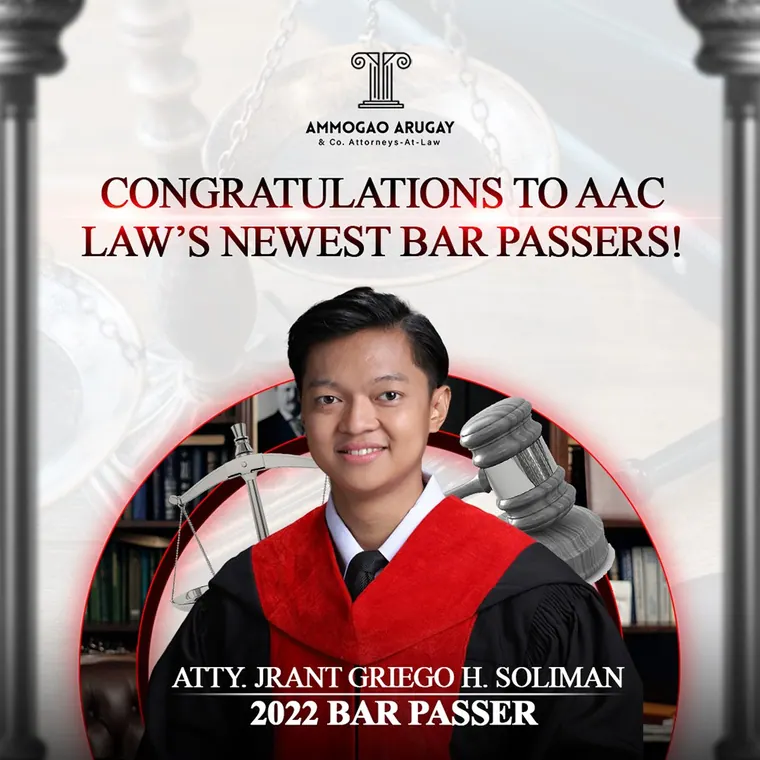 AMMOGAO ARUGAY
& Co. Attorneys-At-Law
CONGRATULATIONS TO AAC
LAW'S NEWEST BAR PASSERS!
ATTY. JRANT GRIEGO H. SOLIMAN
2022 BAR PASSER